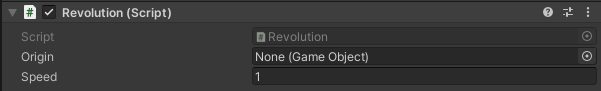 Revolution (Script)
Script Revolution
Origin None (Game Object)
Speed 1